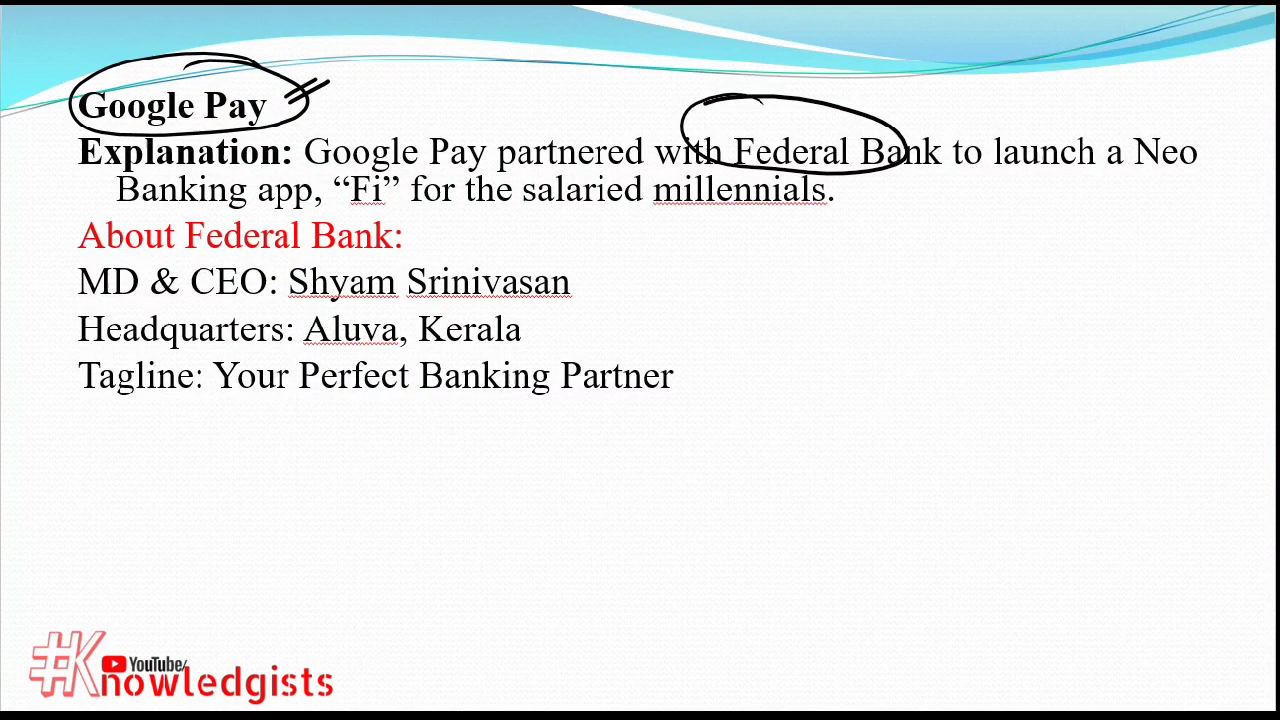 Google Pay
Explanation: Google Pay partnered with Federal Bank to launch a Neo
Banking app, “Fi” for the salaried millennials.
About Federal Bank:
MD & CEO: Shyam Srinivasan
Headquarters: Aluva, Kerala
Tagline: Your Perfect Banking Partner
#Knowledgists
YouTube/